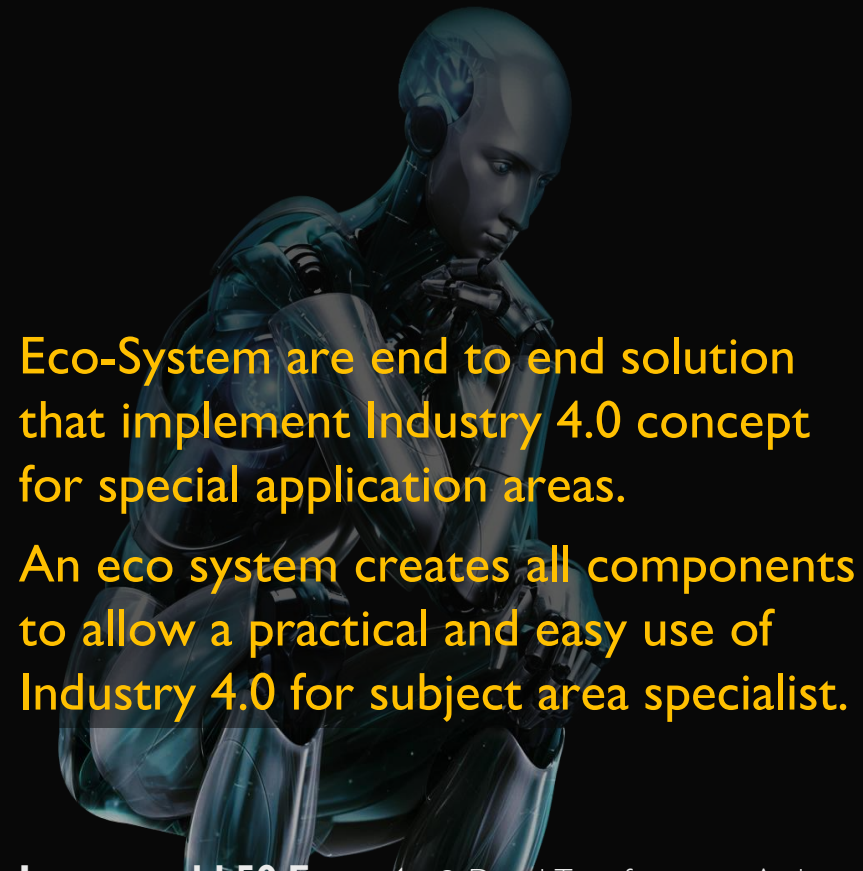 Eco-System are end to end solution
that implement Industry 4.0 concept
for special application areas.
An eco system creates all components
to allow a practical and easy use of
Industry 4.0 for subject area specialist.